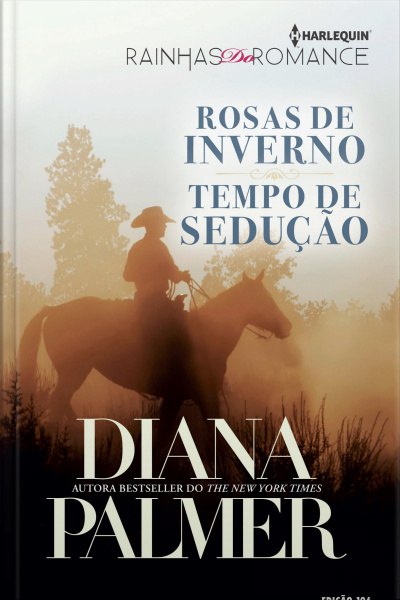 HARLEQUIN®
RAINHAS Do ROMANCE
ROSAS DE
INVERNO
TEMPO DE
SEDUÇÃO
DIANA
AUTORA BESTSELLER DO THE NEW YORK TIMES
PALMER